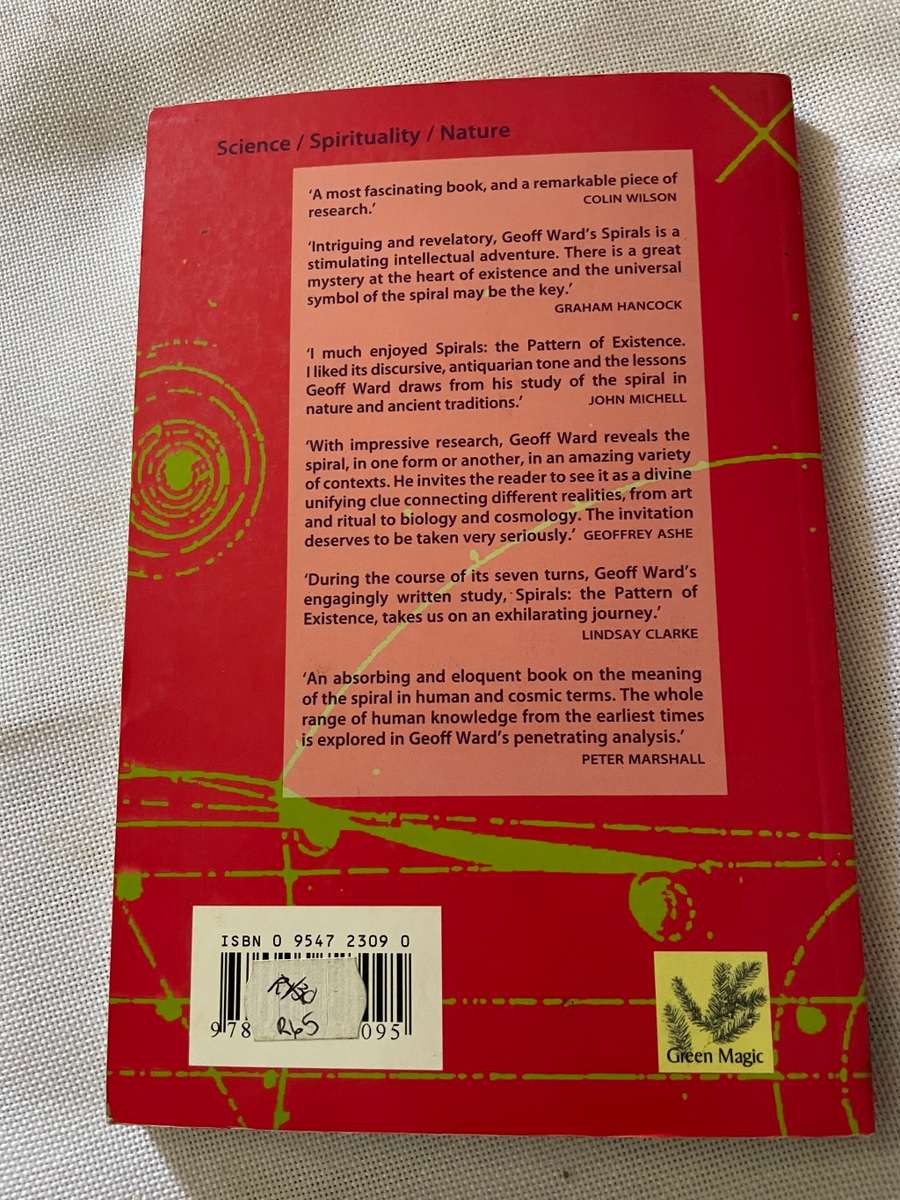 Science / Spirituality / Nature
‘A most fascinating book, and a remarkable piece of
research.’ COLIN WILSON
‘Intriguing and revelatory, Geoff Ward’s Spirals is a
stimulating intellectual adventure. There is a great
mystery at the heart of existence and the universal
symbol of the spiral may be the key.’
GRAHAM HANCOCK
‘I much enjoyed Spirals: the Pattern of Existence.
I liked its discursive, antiquarian tone and the lessons
Geoff Ward draws from his study of the spiral in
nature and ancient traditions.’ JOHN MICHELL
‘With impressive research, Geoff Ward reveals the
spiral, in one form or another, in an amazing variety
of contexts. He invites the reader to see it as a divine
unifying clue connecting different realities, from art
and ritual to biology and cosmology. The invitation
deserves to be taken very seriously.’ GEOFFREY ASHE
‘During the course of its seven turns, Geoff Ward’s
engagingly written study, Spirals: the Pattern of
Existence, takes us on an exhilarating journey.’
LINDSAY CLARKE
‘An absorbing and eloquent book on the meaning
of the spiral in human and cosmic terms. The whole
range of human knowledge from the earliest times
is explored in Geoff Ward’s penetrating analysis.’
PETER MARSHALL
ISBN 0 9547 2309 0
R65
978 095
Green Magic